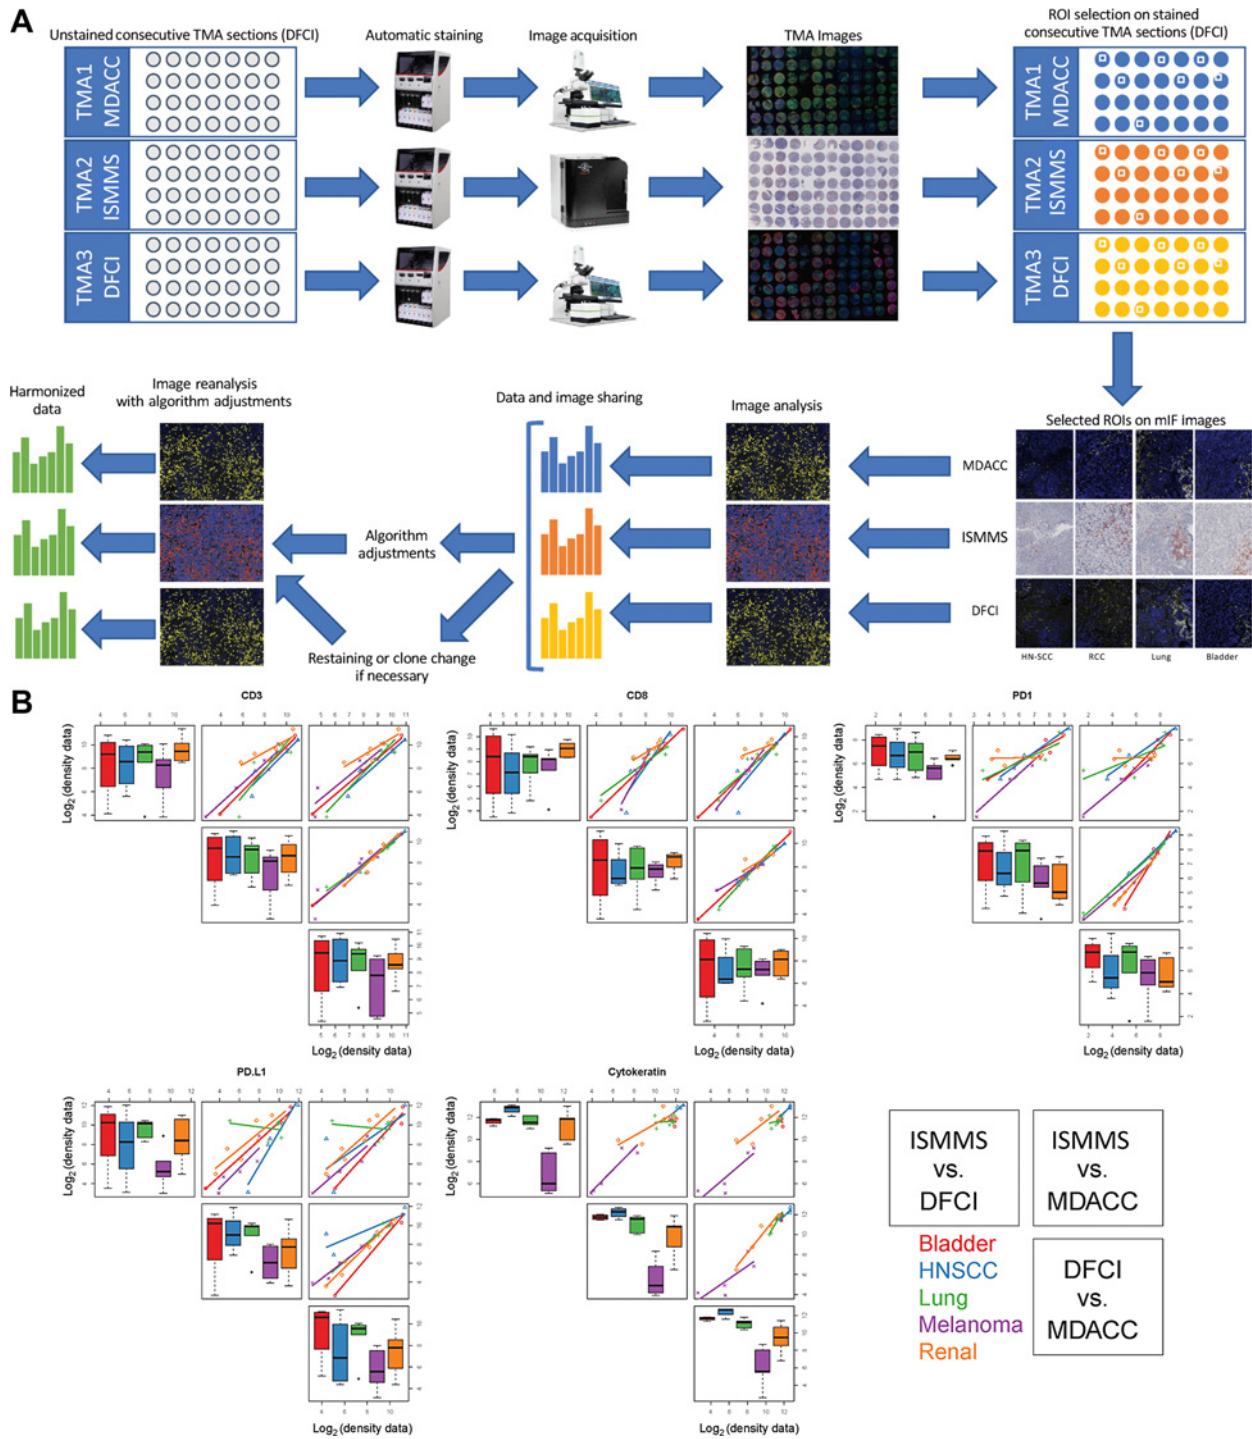 A
Unstained consecutive TMA sections (DFCI)
Automatic staining
Image acquisition
TMA Images
ROI selection on stained
consecutive TMA sections (DFCI)
TMA1
MDACC
TMA2
ISMMS
TMA3
DFCI
TMA1
MDACC
TMA2
ISMMS
TMA3
DFCI
Harmonized
data
Image reanalysis
with algorithm adjustments
Data and image sharing
Image analysis
Selected ROIs on mIF images
MDACC
ISMMS
DFCI
Algorithm
adjustments
Restaining or clone change
if necessary
HN-SCC
RCC
Lung
Bladder
B
CD3
CD8
PD1
Log2 (density data)
Log2 (density data)
Log2 (density data)
Log2 (density data)
Log2 (density data)
Log2 (density data)
PD.L1
Cytokeratin
Log2 (density data)
Log2 (density data)
Log2 (density data)
Log2 (density data)
ISMMS
vs.
DFCI
ISMMS
vs.
MDACC
Bladder
HNSCC
Lung
Melanoma
Renal
DFCI
vs.
MDACC